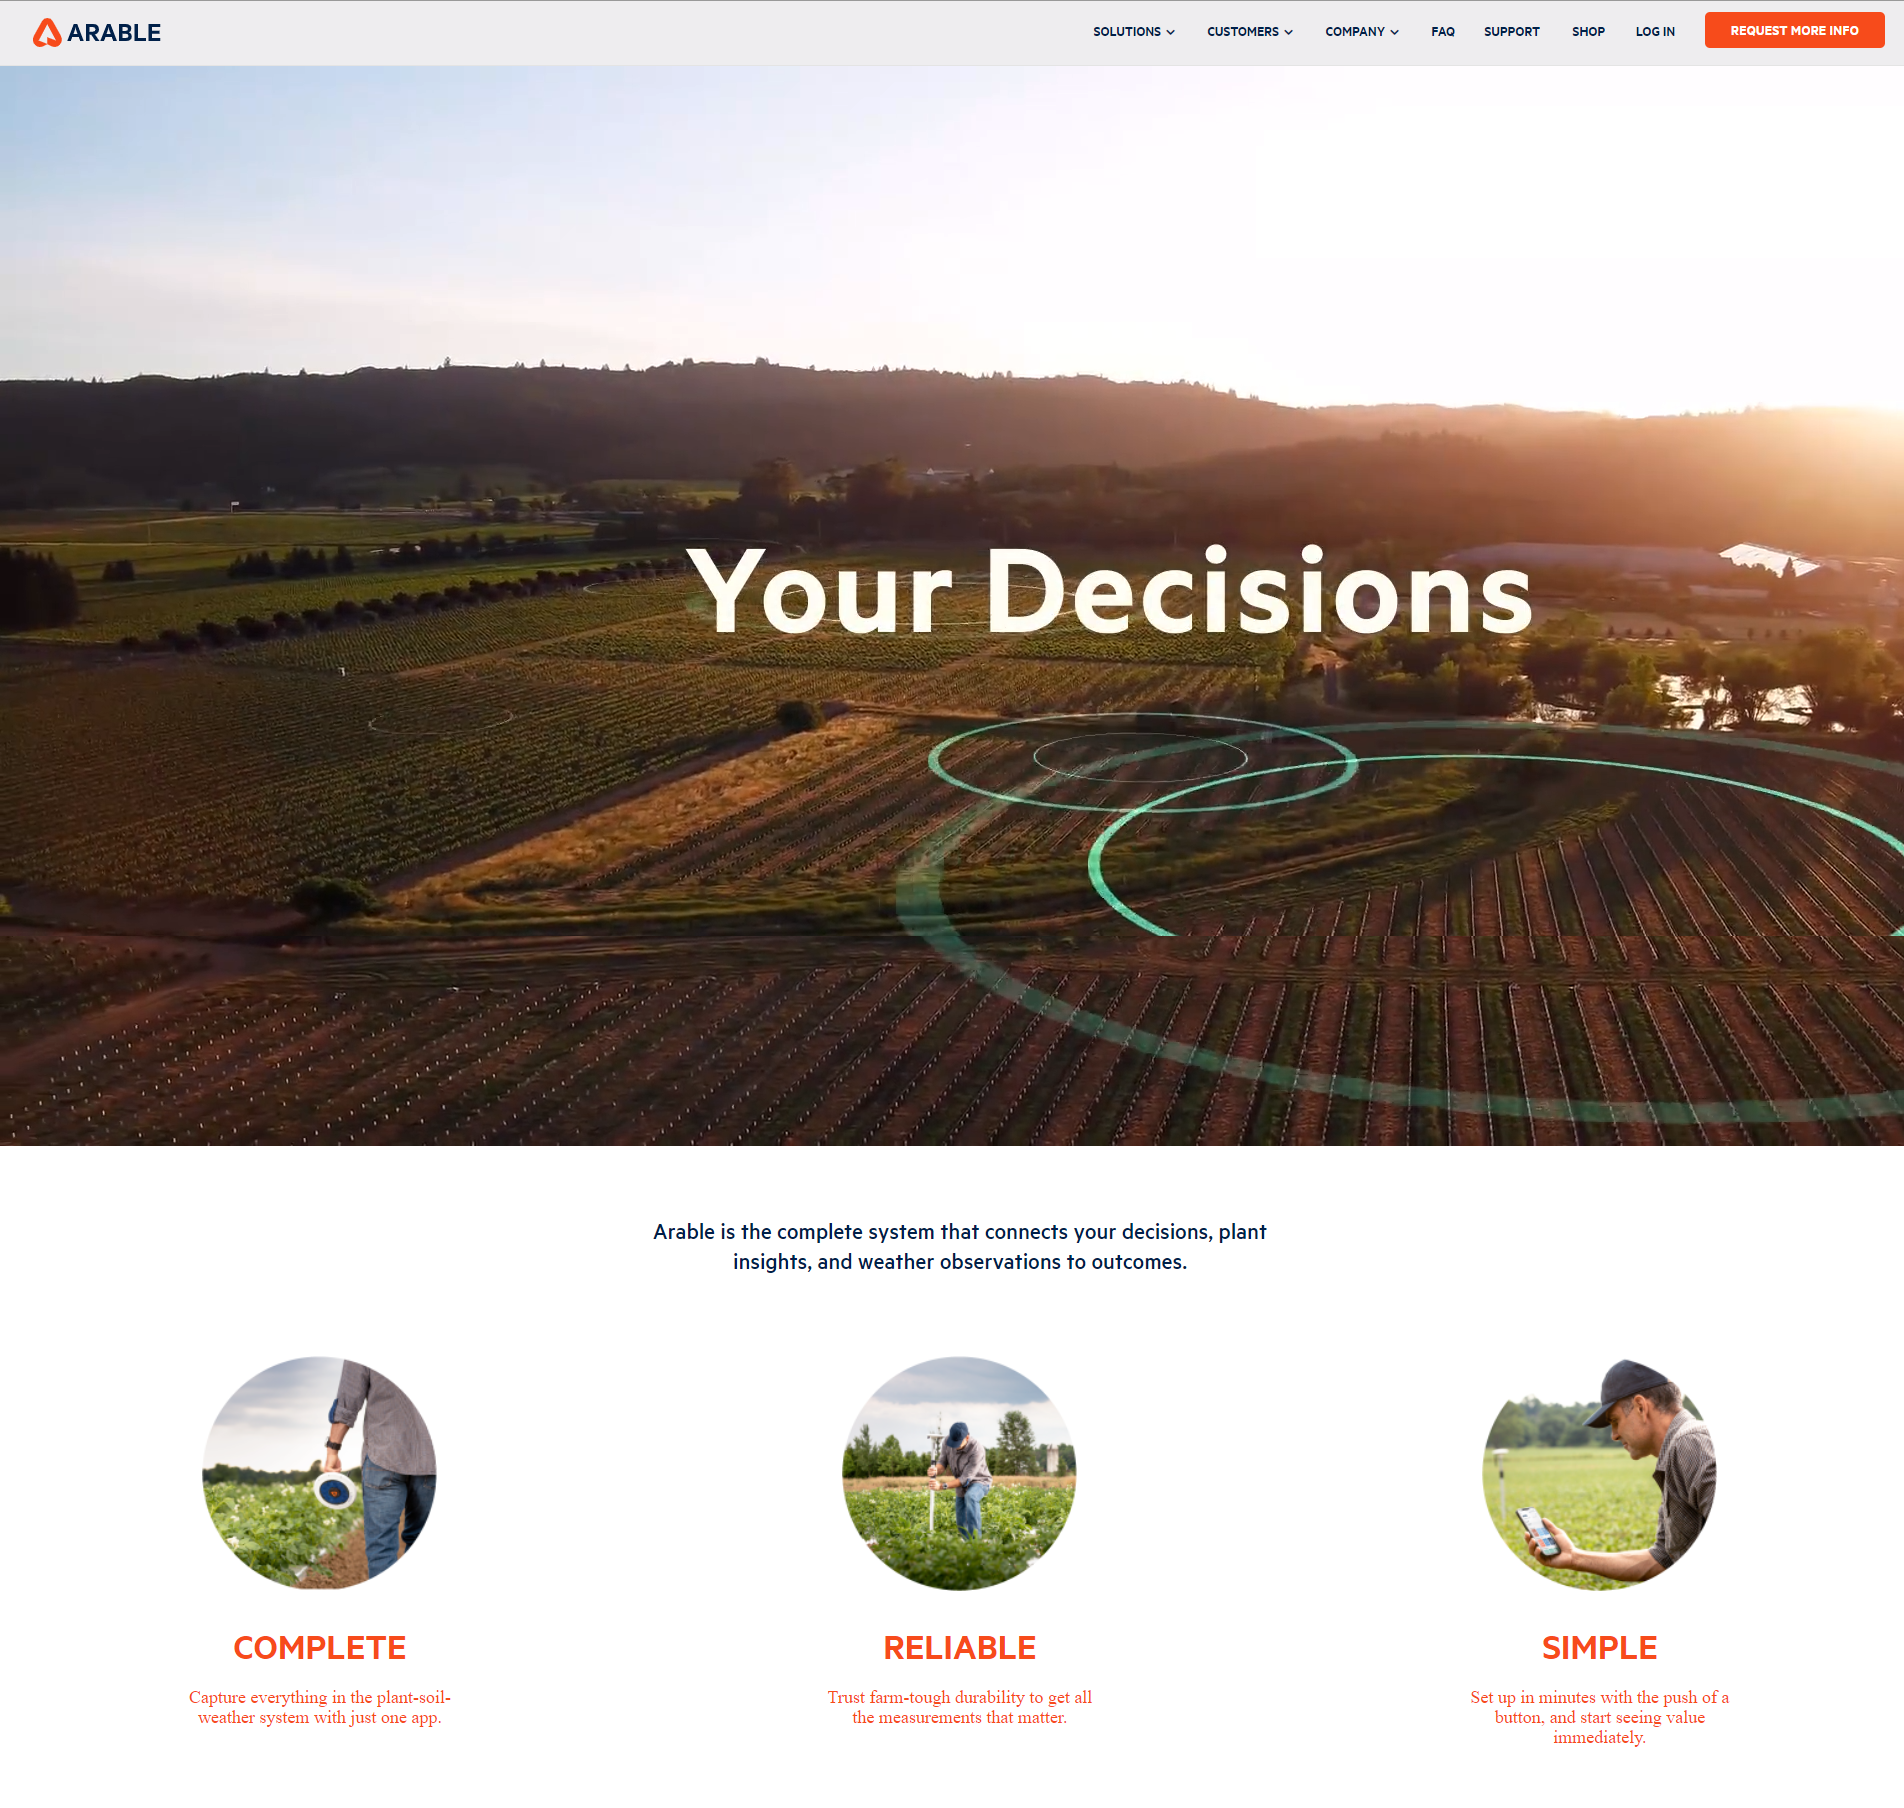 ARABLE
SOLUTIONS
CUSTOMERS
COMPANY
FAQ
SUPPORT
SHOP
LOG IN
REQUEST MORE INFO
Your Decisions
Arable is the complete system that connects your decisions, plant
insights, and weather observations to outcomes.
COMPLETE
Capture everything in the plant-soil-
weather system with just one app.
RELIABLE
Trust farm-tough durability to get all
the measurements that matter.
SIMPLE
Set up in minutes with the push of a
button, and start seeing value
immediately.